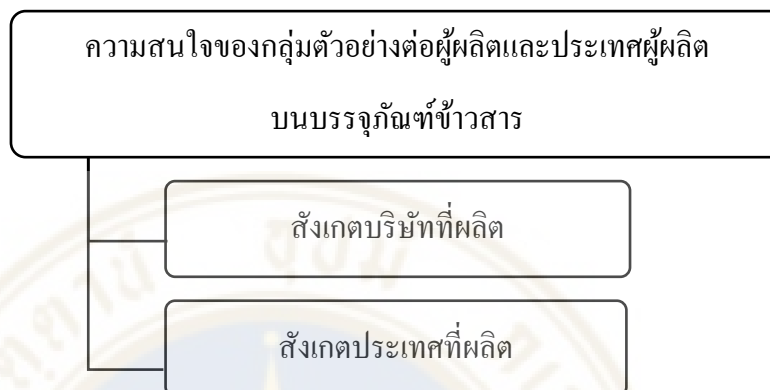 ความสนใจของกลุ่มตัวอย่างต่อผู้ผลิตและประเทศผู้ผลิต
บนบรรจุภัณฑ์ข้าวสาร
สังเกตบริษัทที่ผลิต
สังเกตประเทศที่ผลิต